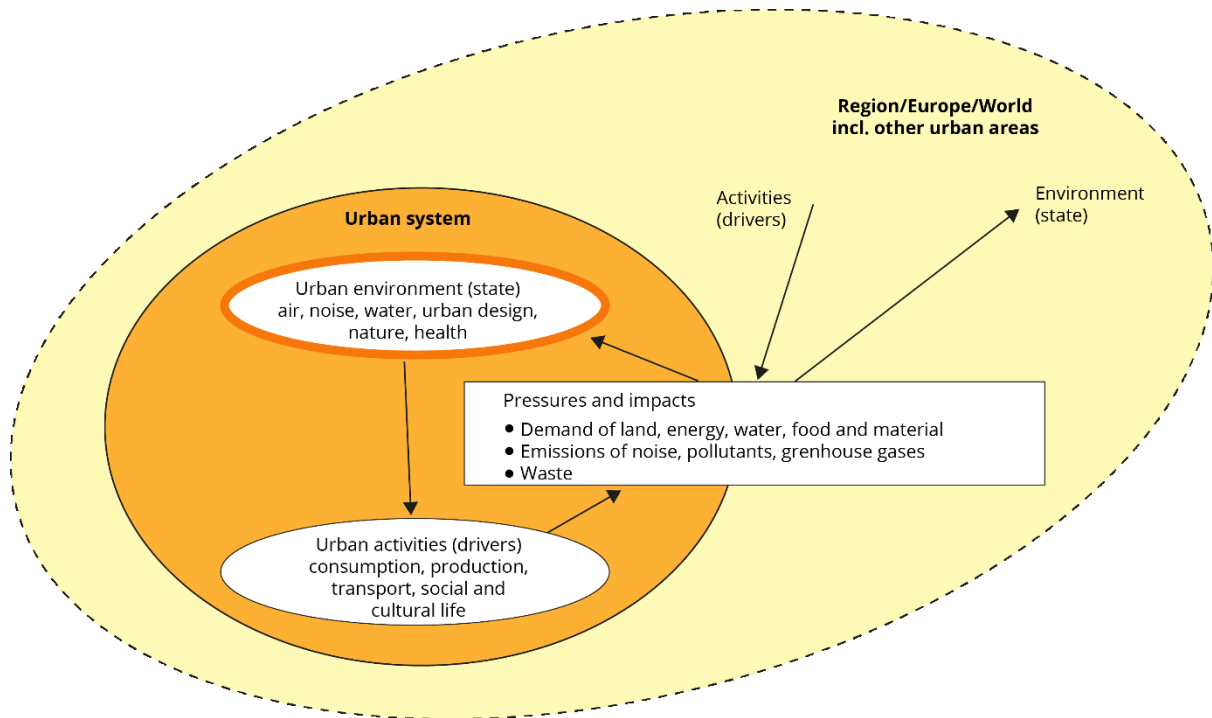 Region/Europe/World
incl. other urban areas
Activities
(drivers)
Environment
(state)
Urban system
Urban environment (state)
air, noise, water, urban design,
nature, health
Pressures and impacts
● Demand of land, energy, water, food and material
● Emissions of noise, pollutants, grenhouse gases
● Waste
Urban activities (drivers)
consumption, production,
transport, social and
cultural life